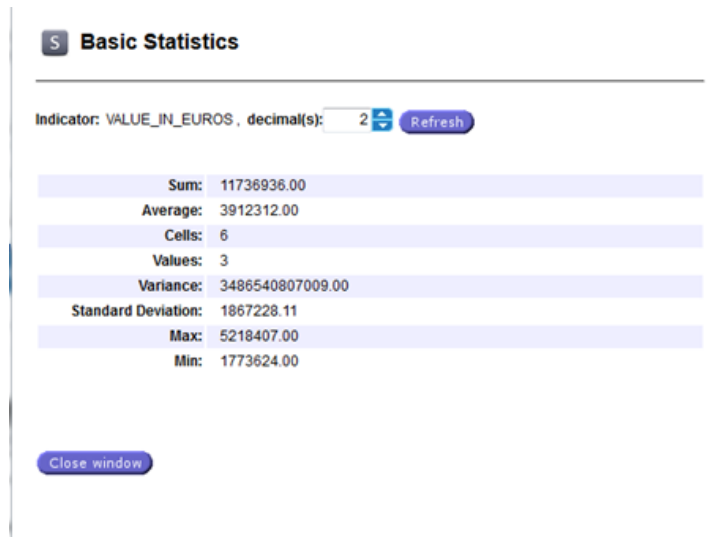 S Basic Statistics
Indicator: VALUE_IN_EUROS , decimal(s): 2 Refresh
Sum: 11736936.00
Average: 3912312.00
Cells: 6
Values: 3
Variance: 3486540807009.00
Standard Deviation: 1867228.11
Max: 5218407.00
Min: 1773624.00
Close window